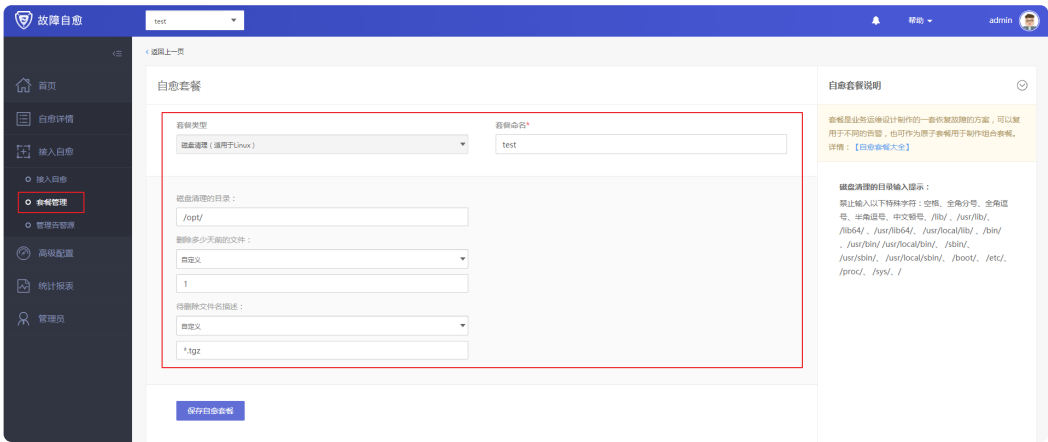 故障自愈
test
帮助
admin
首页
自愈详情
接入自愈
接入自愈
套餐管理
管理告警源
高级配置
统计报表
管理员
返回上一页
自愈套餐
套餐类型
套餐命名*
磁盘清理（适用于Linux）
test
磁盘清理的目录：
/opt/
删除多少天前的文件：
自定义
1
待删除文件名描述：
自定义
*.tgz
保存自愈套餐
自愈套餐说明
套餐是业务运维设计制作的一套恢复故障的方案，可以复
用于不同的告警，也可作为原子套餐用于制作组合套餐。
详情：【自愈套餐大全】
磁盘清理的目录输入提示：
禁止输入以下特殊字符：空格、全角分号、全角逗
号、半角逗号、中文顿号、/lib/ 、/usr/lib/、
/lib64/ 、/usr/lib64/、 /usr/local/lib/ 、/bin/
、/usr/bin/ /usr/local/bin/、 /sbin/、
/usr/sbin/、 /usr/local/sbin/、 /boot/、 /etc/、
/proc/、 /sys/、 /